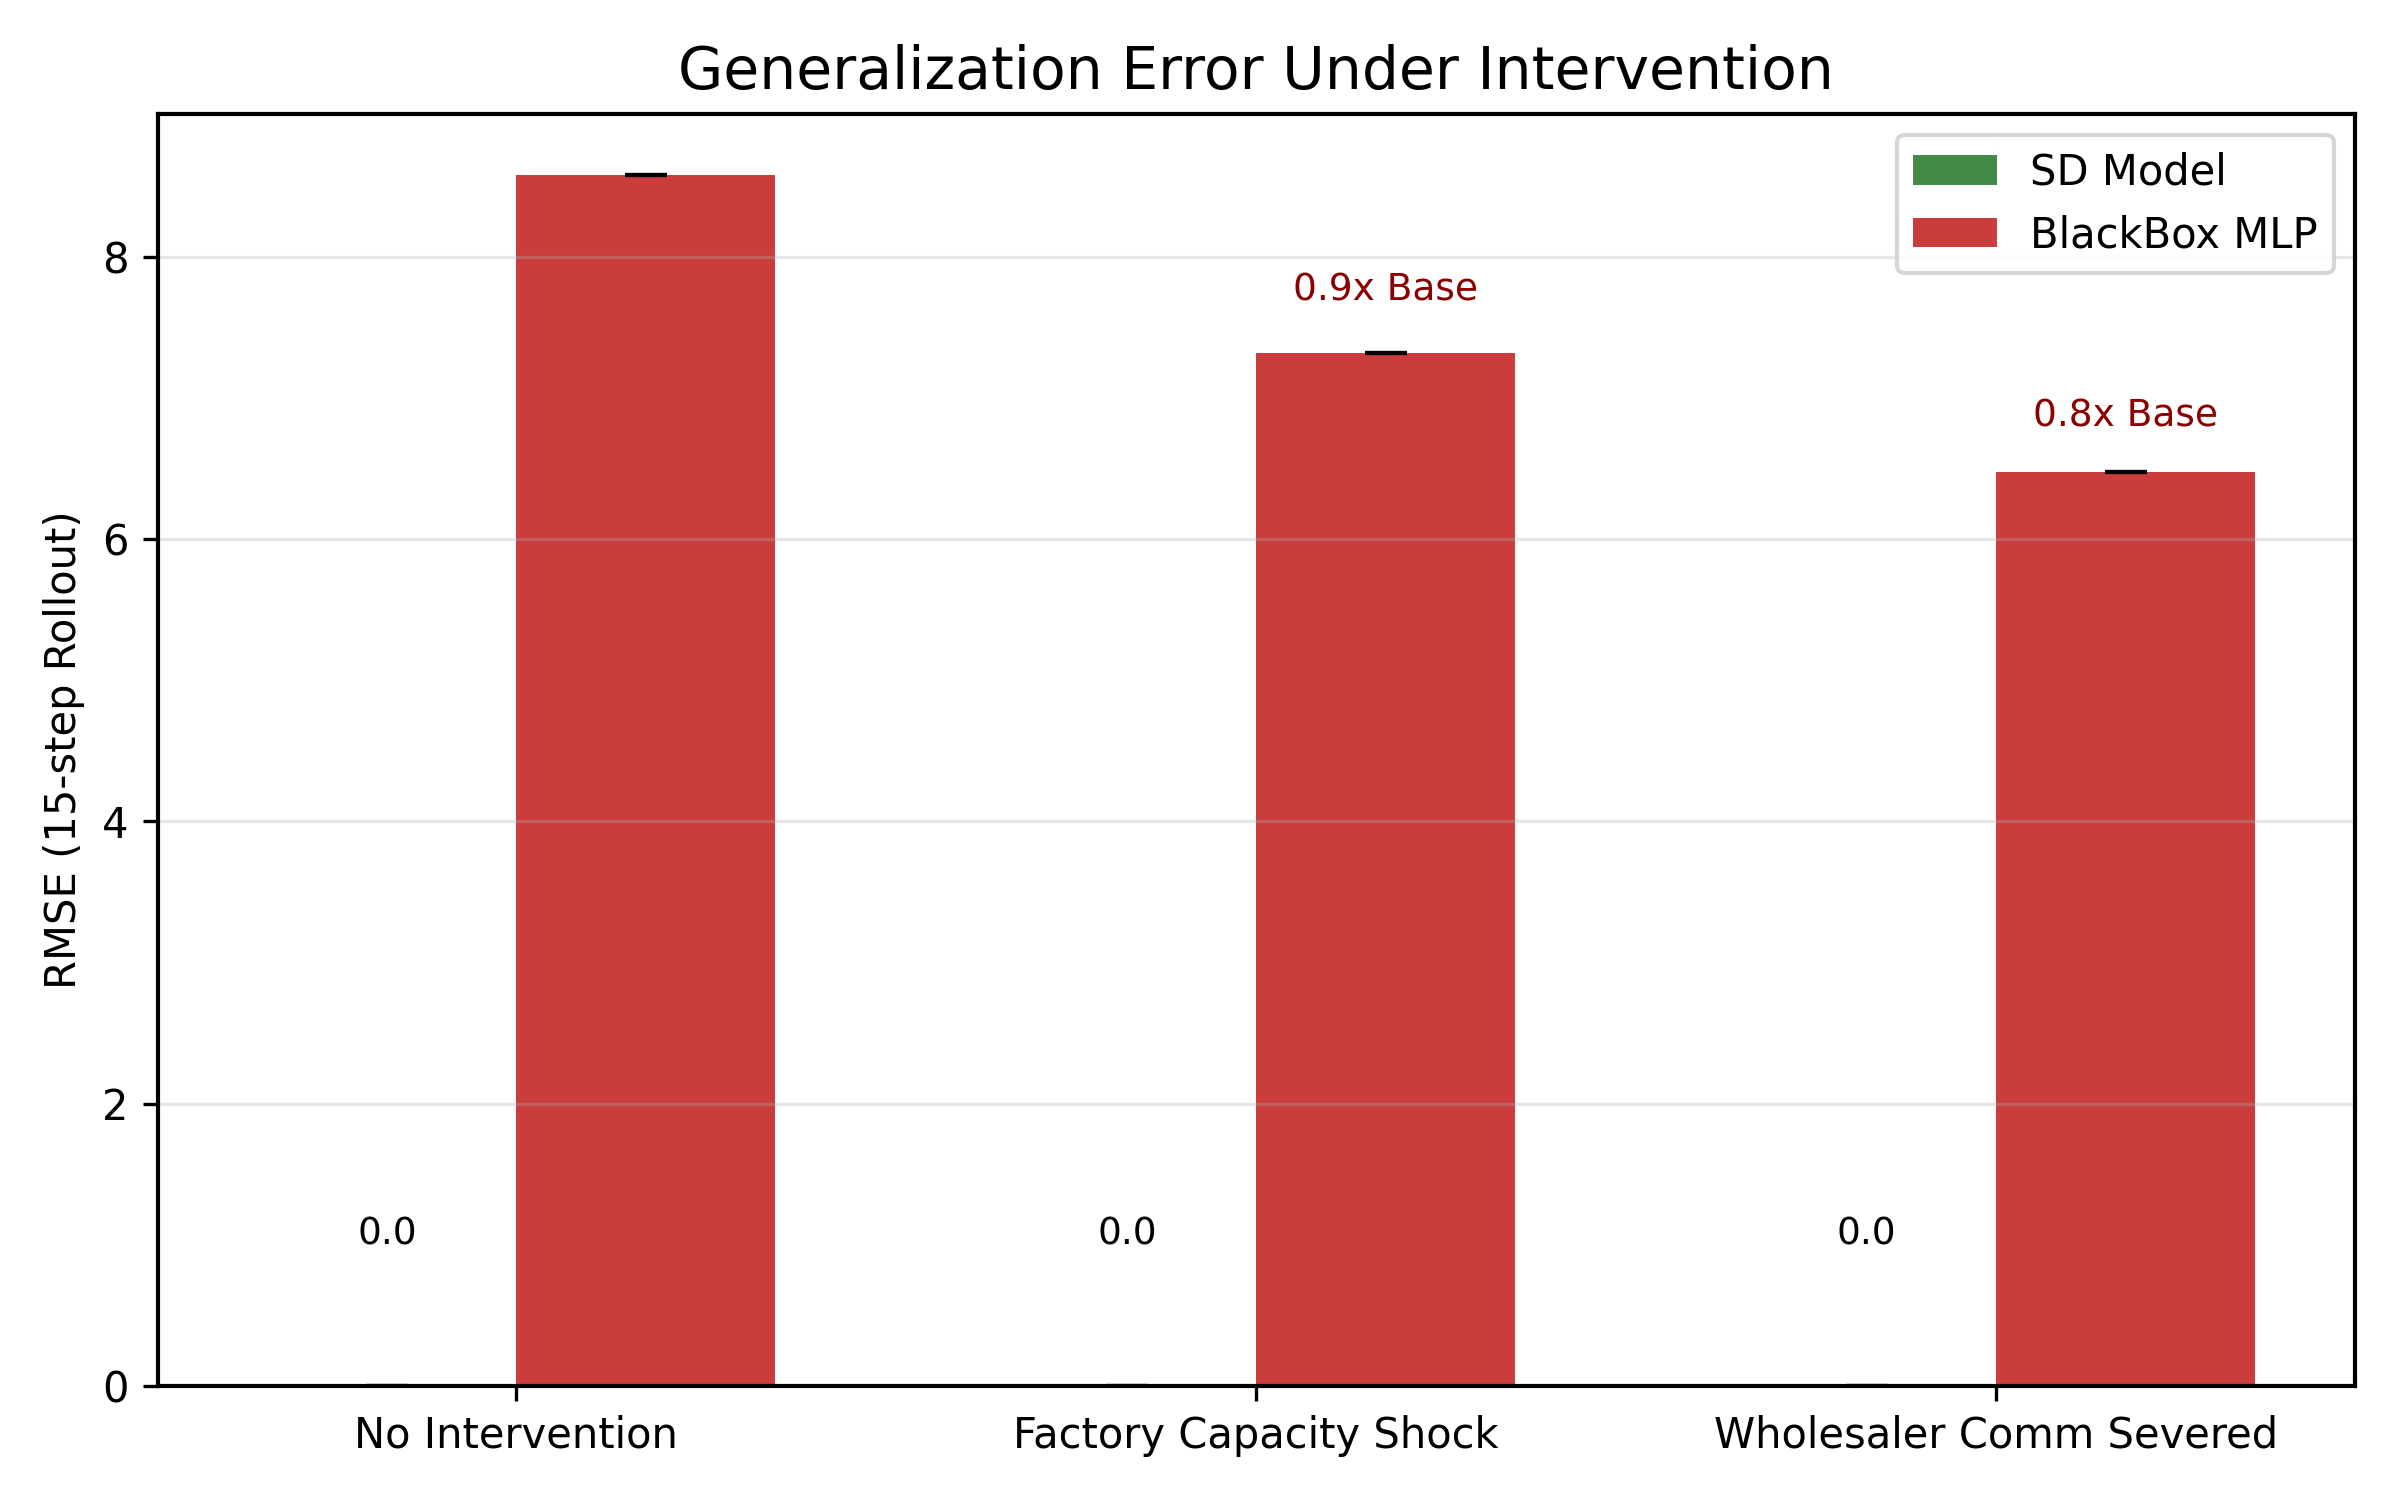 Generalization Error Under Intervention
SD Model
BlackBox MLP
RMSE (15-step Rollout)
8
6
4
2
0
0.9x Base
0.8x Base
0.0
0.0
0.0
No Intervention
Factory Capacity Shock
Wholesaler Comm Severed